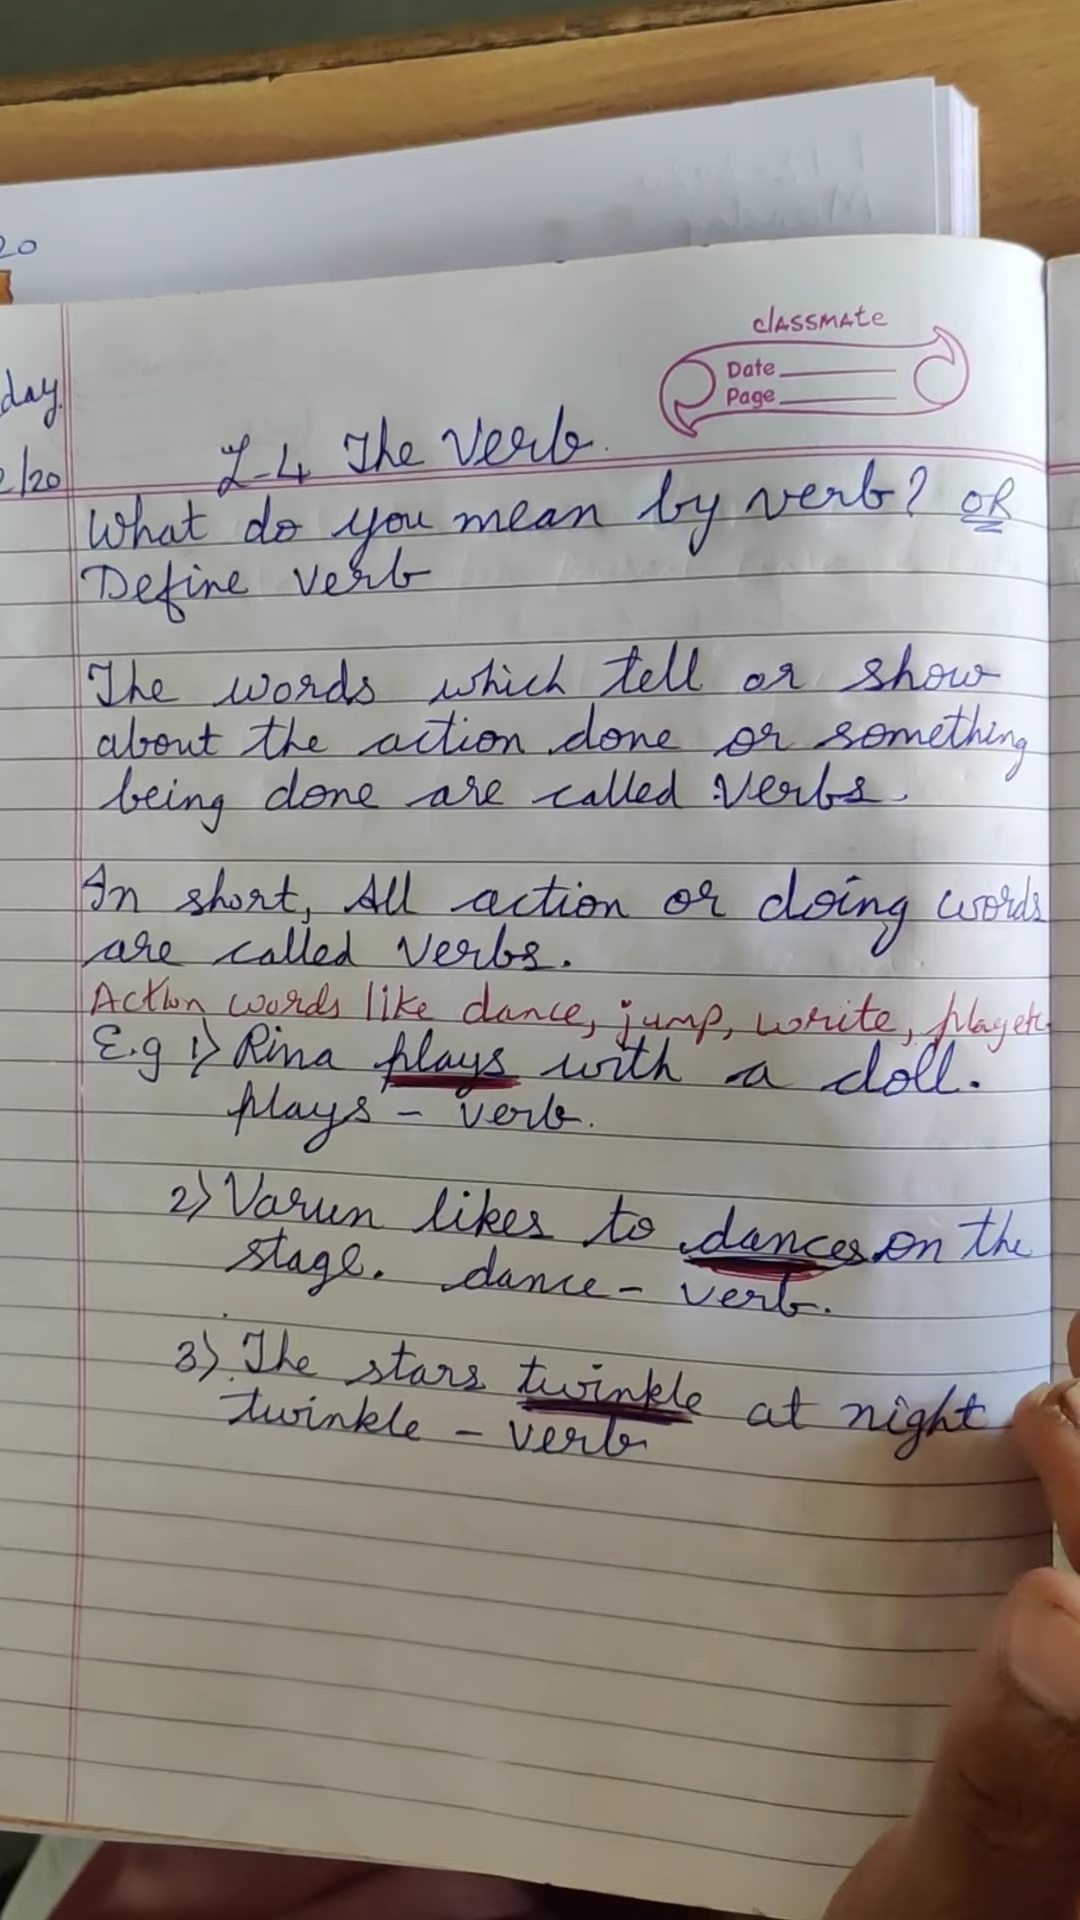 20
classmate
Date
Page
day.
2/20
L-4 The Verb.
What do you mean by verb? OR
Define verb
The words which tell or show
about the action done or something
being done are called verbs.
In short, All action or doing words
are called verbs.
Action words like dance, jump, write, play etc
E.g 1) Rina plays with a doll.
plays - verb.
2) Varun likes to dances on the
stage. dance - verb.
3) The stars twinkle at night
twinkle - verb